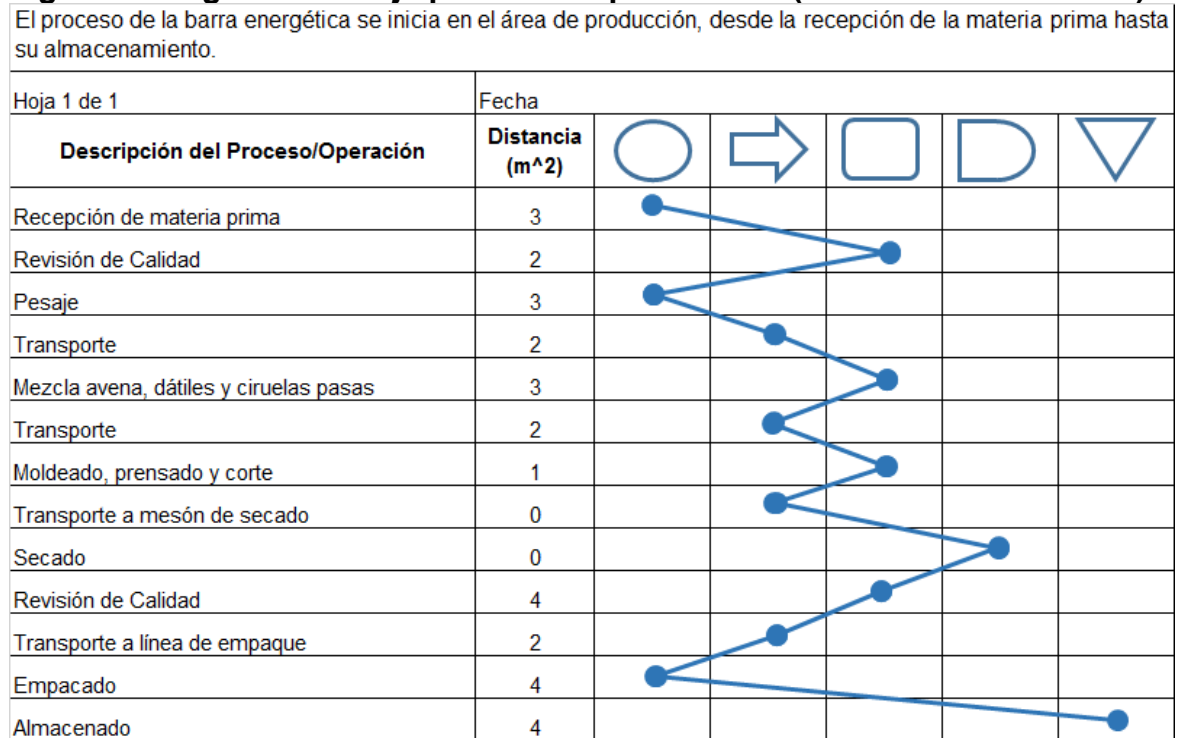 El proceso de la barra energética se inicia en el área de producción, desde la recepción de la materia prima hasta
su almacenamiento.
Hoja 1 de 1 Fecha
Descripción del Proceso/Operación Distancia (m^2)
Recepción de materia prima 3
Revisión de Calidad 2
Pesaje 3
Transporte 2
Mezcla avena, dátiles y ciruelas pasas 3
Transporte 2
Moldeado, prensado y corte 1
Transporte a mesón de secado 0
Secado 0
Revisión de Calidad 4
Transporte a línea de empaque 2
Empacado 4
Almacenado 4